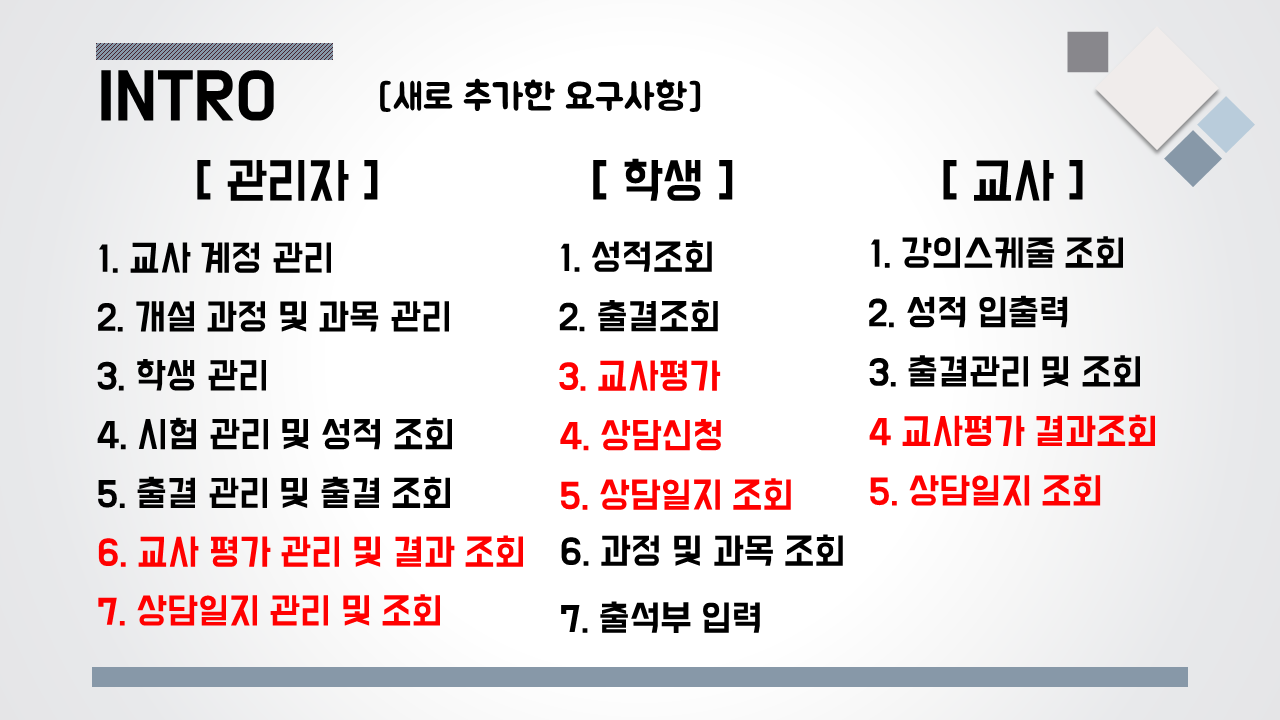 INTRO
[새로 추가한 요구사항]
[ 관리자 ]
1. 교사 계정 관리
2. 개설 과정 및 과목 관리
3. 학생 관리
4. 시험 관리 및 성적 조회
5. 출결 관리 및 출결 조회
6. 교사 평가 관리 및 결과 조회
7. 상담일지 관리 및 조회
[ 학생 ]
1. 성적조회
2. 출결조회
3. 교사평가
4. 상담신청
5. 상담일지 조회
6. 과정 및 과목 조회
7. 출석부 입력
[ 교사 ]
1. 강의스케줄 조회
2. 성적 입출력
3. 출결관리 및 조회
4 교사평가 결과조회
5. 상담일지 조회